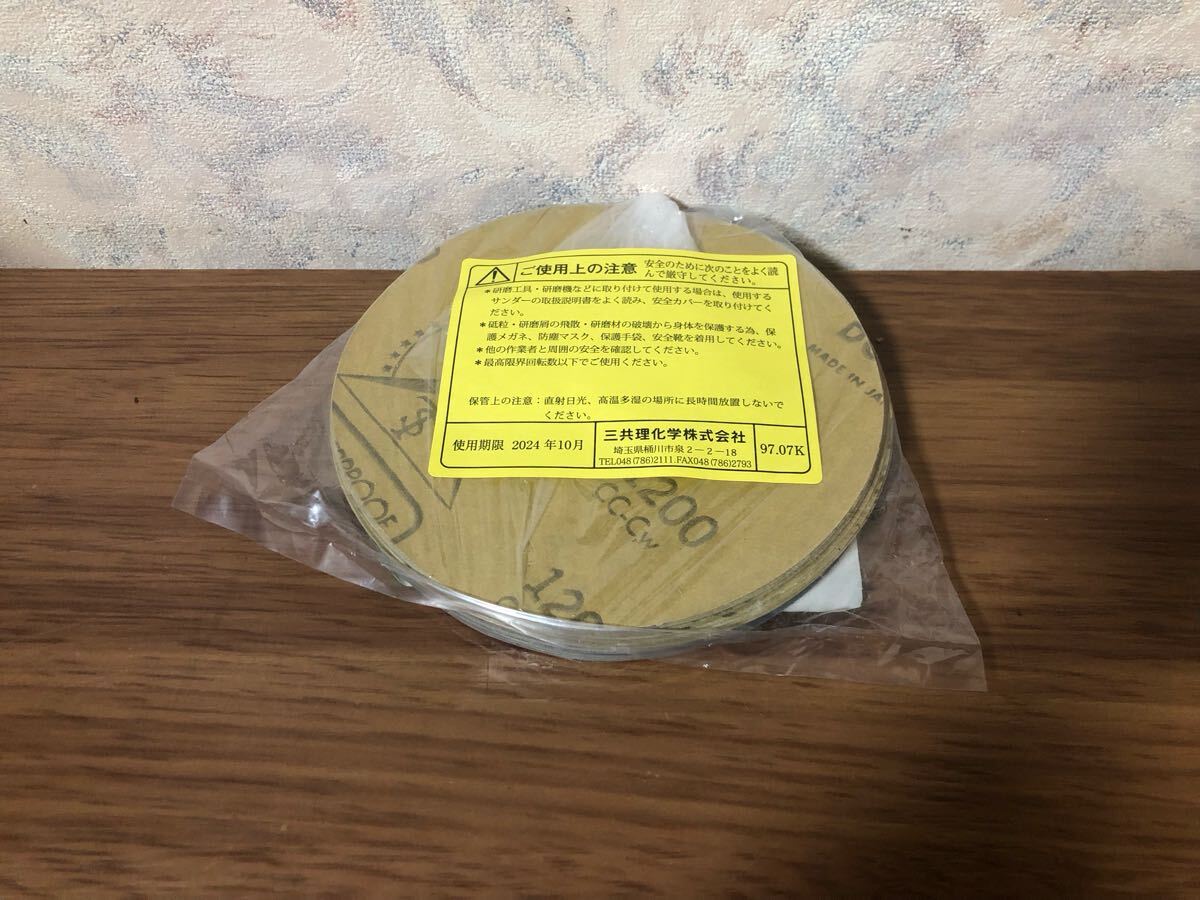 ご使用上の注意 安全のために次のことをよく読
んで厳守してください。
*研磨工具・研磨機などに取り付けて使用する場合は、使用する
サンダーの取扱説明書をよく読み、安全カバーを取り付けてく
ださい。
*砥粒・研磨屑の飛散・研磨材の破壊から身体を保護する為、保
護メガネ、防塵マスク、保護手袋、安全靴を着用してください。
*他の作業者と周囲の安全を確認してください。
*最高限界回転数以下でご使用ください。
保管上の注意:直射日光、高温多湿の場所に長時間放置しないで
ください。
使用期限 2024年10月
三共理化学株式会社
埼玉県桶川市泉2-2-18
TEL048(786)2111.FAX048(786)2793
97.07K
MADE IN JA
CC-Cw